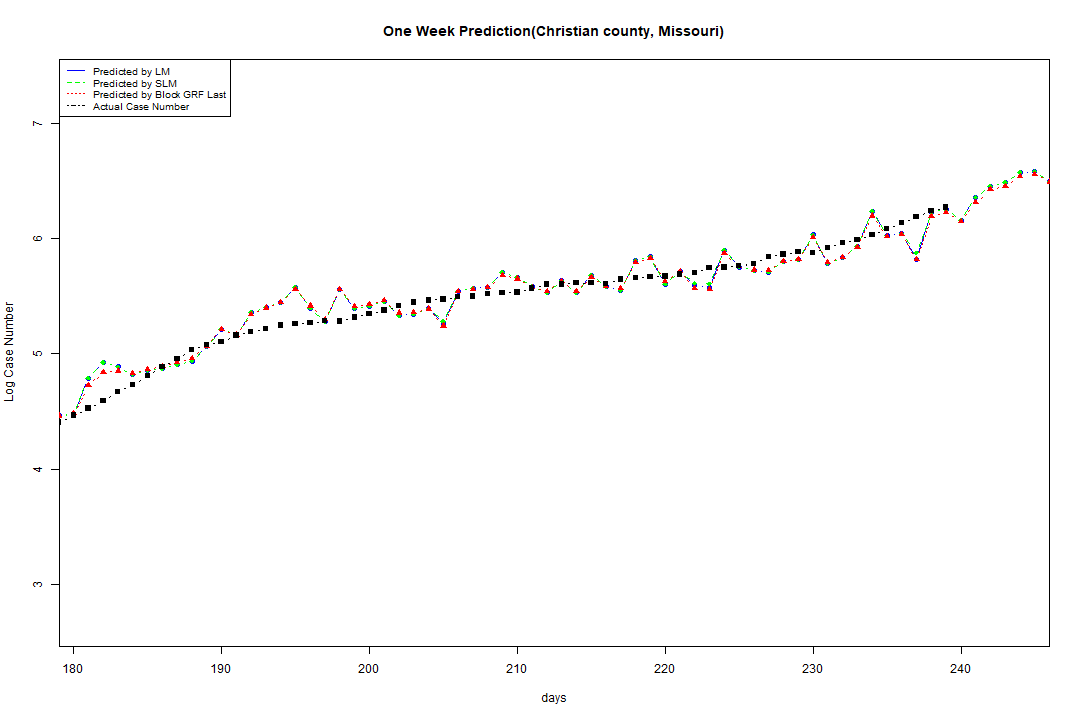 One Week Prediction(Christian county, Missouri)
Predicted by LM
Predicted by SLM
Predicted by Block GRF Last
Actual Case Number
7
6
5
4
3
Log Case Number
180 190 200 210 220 230 240
days